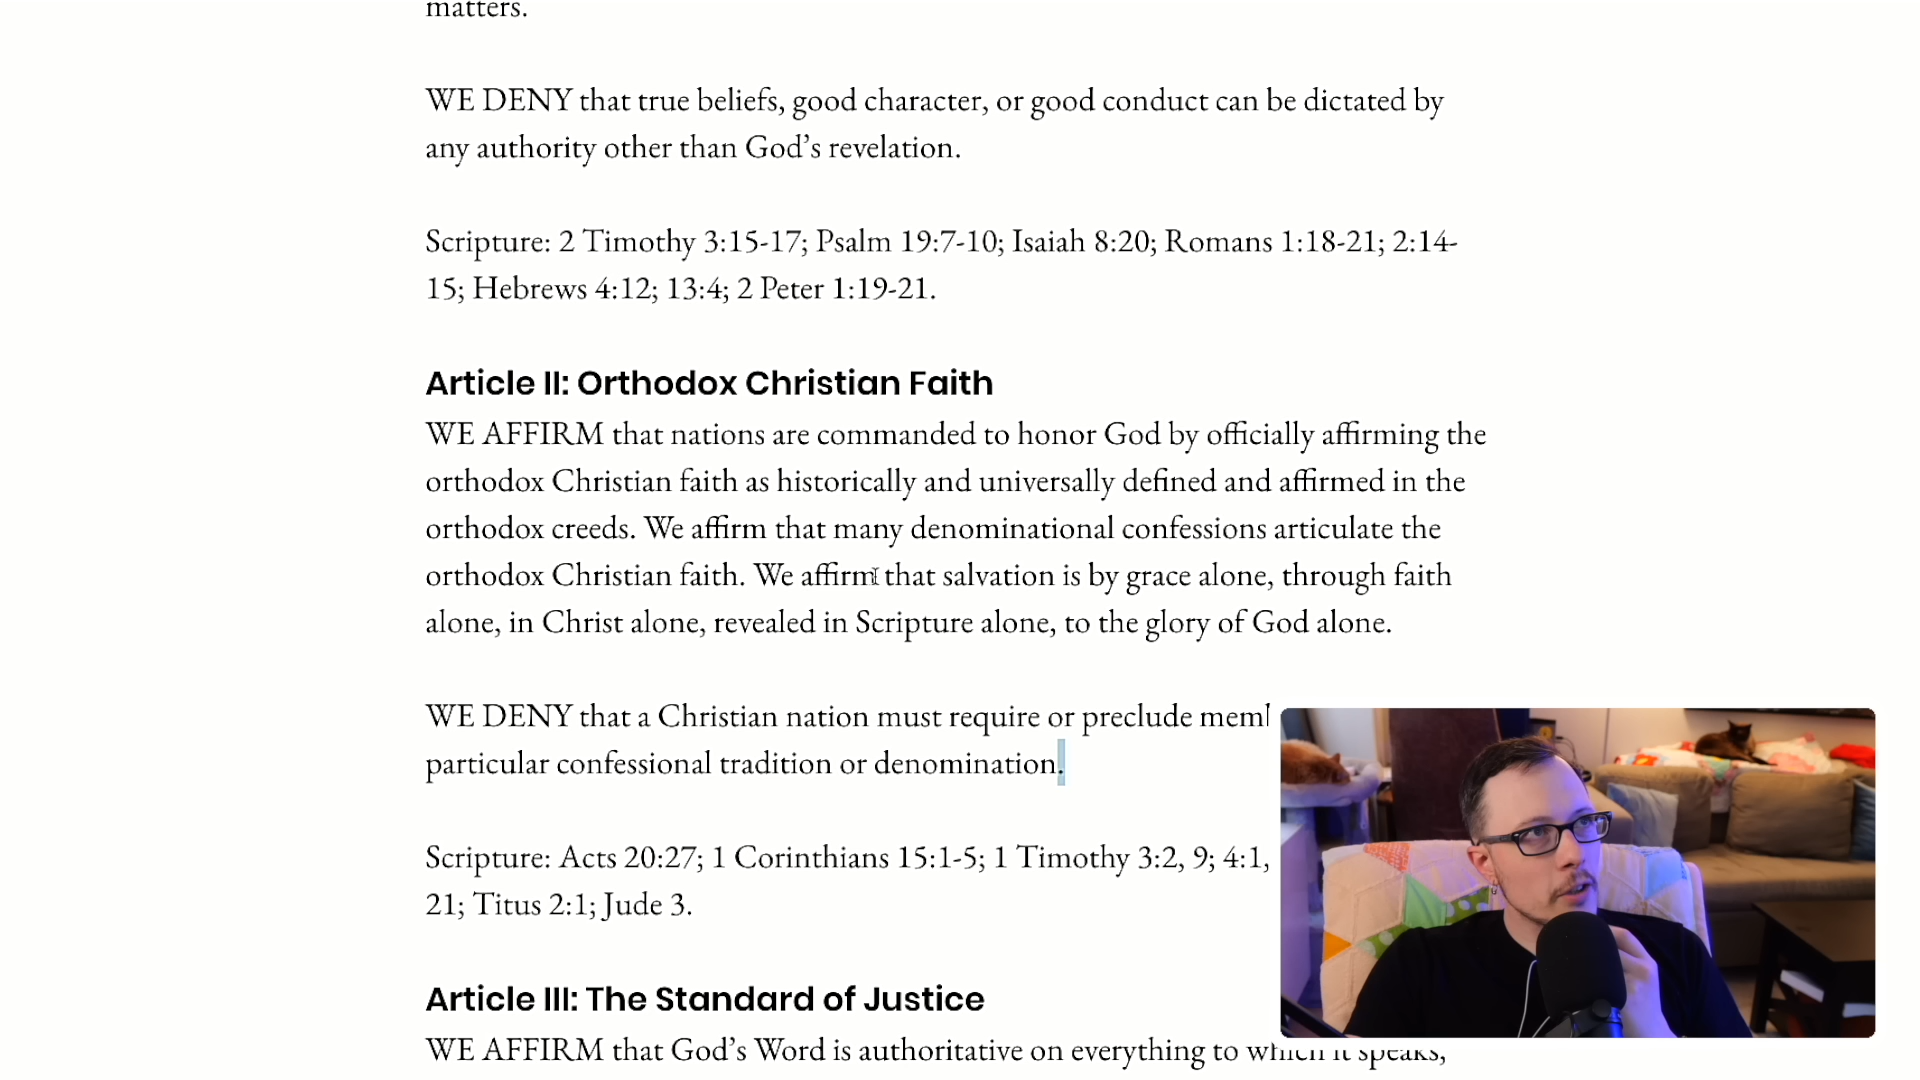 matters.
WE DENY that true beliefs, good character, or good conduct can be dictated by
any authority other than God’s revelation.
Scripture: 2 Timothy 3:15-17; Psalm 19:7-10; Isaiah 8:20; Romans 1:18-21; 2:14-
15; Hebrews 4:12; 13:4; 2 Peter 1:19-21.
Article II: Orthodox Christian Faith
WE AFFIRM that nations are commanded to honor God by officially affirming the
orthodox Christian faith as historically and universally defined and affirmed in the
orthodox creeds. We affirm that many denominational confessions articulate the
orthodox Christian faith. We affirm that salvation is by grace alone, through faith
alone, in Christ alone, revealed in Scripture alone, to the glory of God alone.
WE DENY that a Christian nation must require or preclude
particular confessional tradition or denomination.
Scripture: Acts 20:27; 1 Corinthians 15:1-5; 1 Timothy 3:2, 9; 4:1,
21; Titus 2:1; Jude 3.
Article III: The Standard of Justice
WE AFFIRM that God’s Word is authoritative on everything to which it speaks,